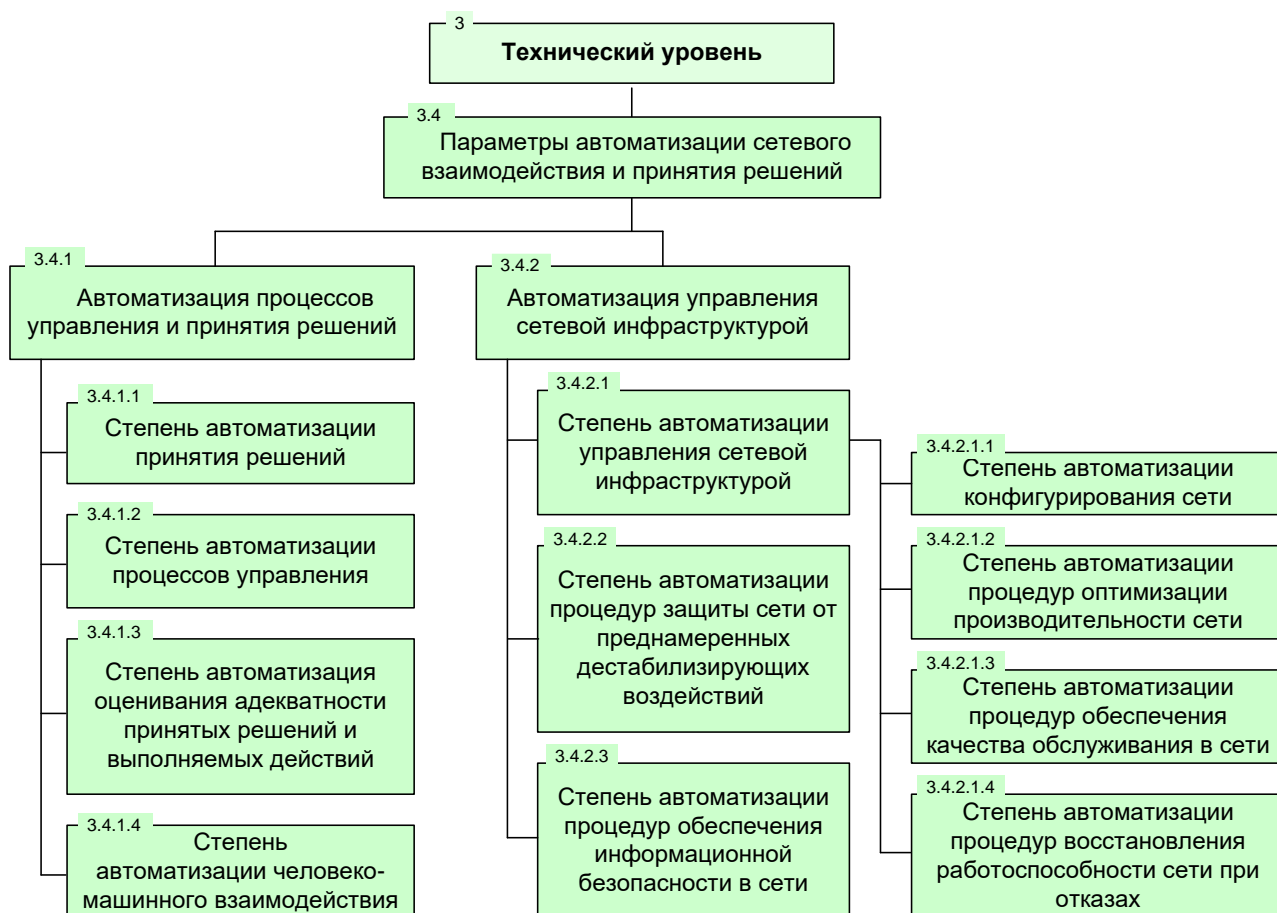 3
Технический уровень
3.4
Параметры автоматизации сетевого
взаимодействия и принятия решений
3.4.1
Автоматизация процессов
управления и принятия решений
3.4.1.1
Степень автоматизации
принятия решений
3.4.1.2
Степень автоматизации
процессов управления
3.4.1.3
Степень автоматизация
оценивания адекватности
принятых решений и
выполняемых действий
3.4.1.4
Степень
автоматизации человеко-
машинного взаимодействия
3.4.2
Автоматизация управления
сетевой инфраструктурой
3.4.2.1
Степень автоматизации
управления сетевой
инфраструктурой
3.4.2.2
Степень автоматизации
процедур защиты сети от
преднамеренных
дестабилизирующих
воздействий
3.4.2.3
Степень автоматизации
процедур обеспечения
информационной
безопасности в сети
3.4.2.1.1
Степень автоматизации
конфигурирования сети
3.4.2.1.2
Степень автоматизации
процедур оптимизации
производительности сети
3.4.2.1.3
Степень автоматизации
процедур обеспечения
качества обслуживания в сети
3.4.2.1.4
Степень автоматизации
процедур восстановления
работоспособности сети при
отказах